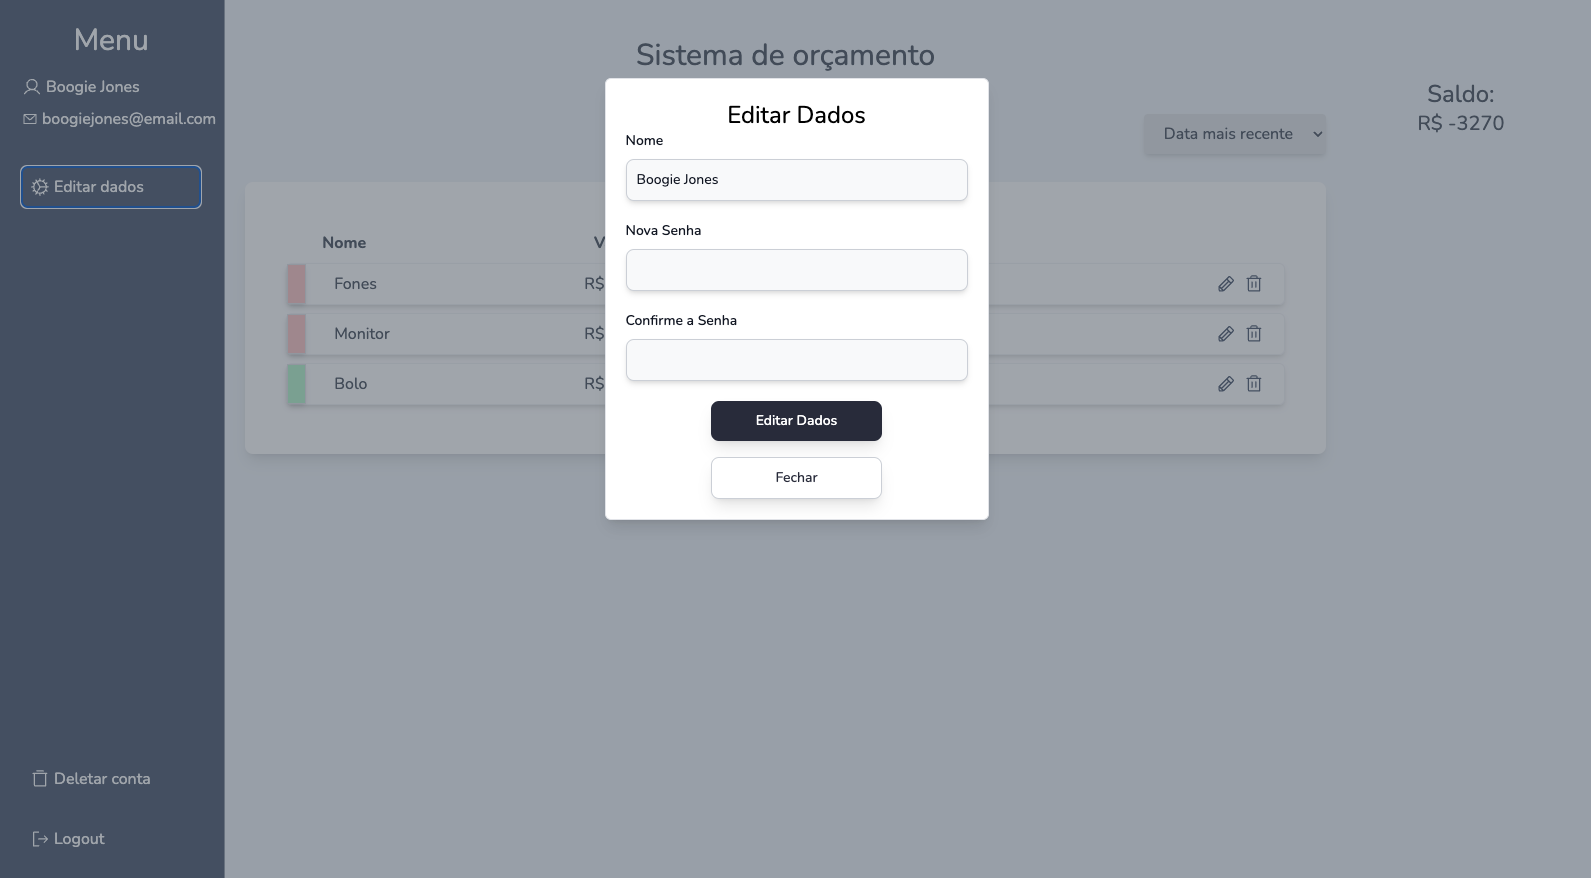 Menu
Boogie Jones
boogiejones@email.com
Editar dados
Deletar conta
Logout
Sistema de orçamento
Saldo:
R$ -3270
Data mais recente
Nome
Fones
R$
Monitor
R$
Bolo
R$
Editar Dados
Nome
Boogie Jones
Nova Senha
Confirme a Senha
Editar Dados
Fechar